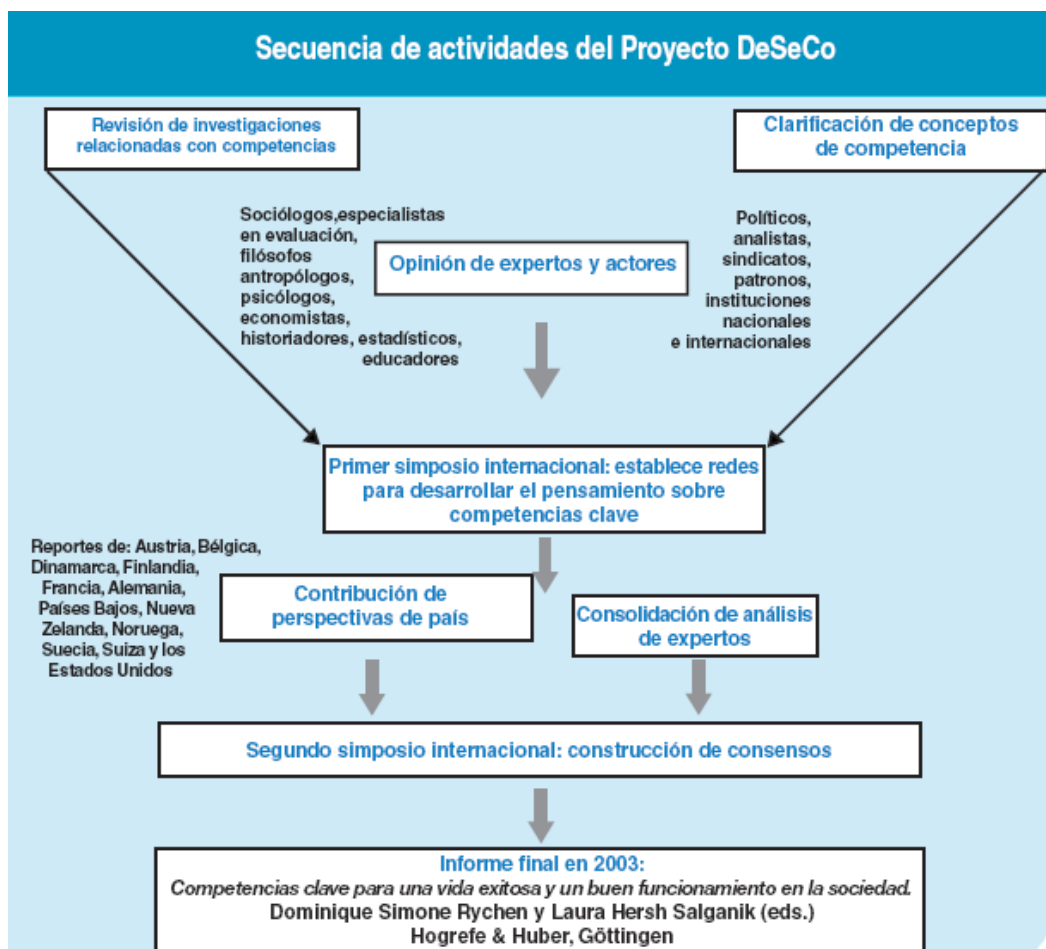 Secuencia de actividades del Proyecto DeSeCo
Revisión de investigaciones
relacionadas con competencias
Clarificación de conceptos
de competencia
Sociólogos,especialistas
en evaluación,
filósofos
antropólogos,
psicólogos,
economistas,
historiadores, estadísticos,
educadores
Opinión de expertos y actores
Políticos,
analistas,
sindicatos,
patronos,
instituciones
nacionales
e internacionales
Primer simposio internacional: establece redes
para desarrollar el pensamiento sobre
competencias clave
Reportes de: Austria, Bélgica,
Dinamarca, Finlandia,
Francia, Alemania,
Países Bajos, Nueva
Zelanda, Noruega,
Suecia, Suiza y los
Estados Unidos
Contribución de
perspectivas de país
Consolidación de análisis
de expertos
Segundo simposio internacional: construcción de consensos
Informe final en 2003:
Competencias clave para una vida exitosa y un buen funcionamiento en la sociedad.
Dominique Simone Rychen y Laura Hersh Salganik (eds.)
Hogrefe & Huber, Göttingen